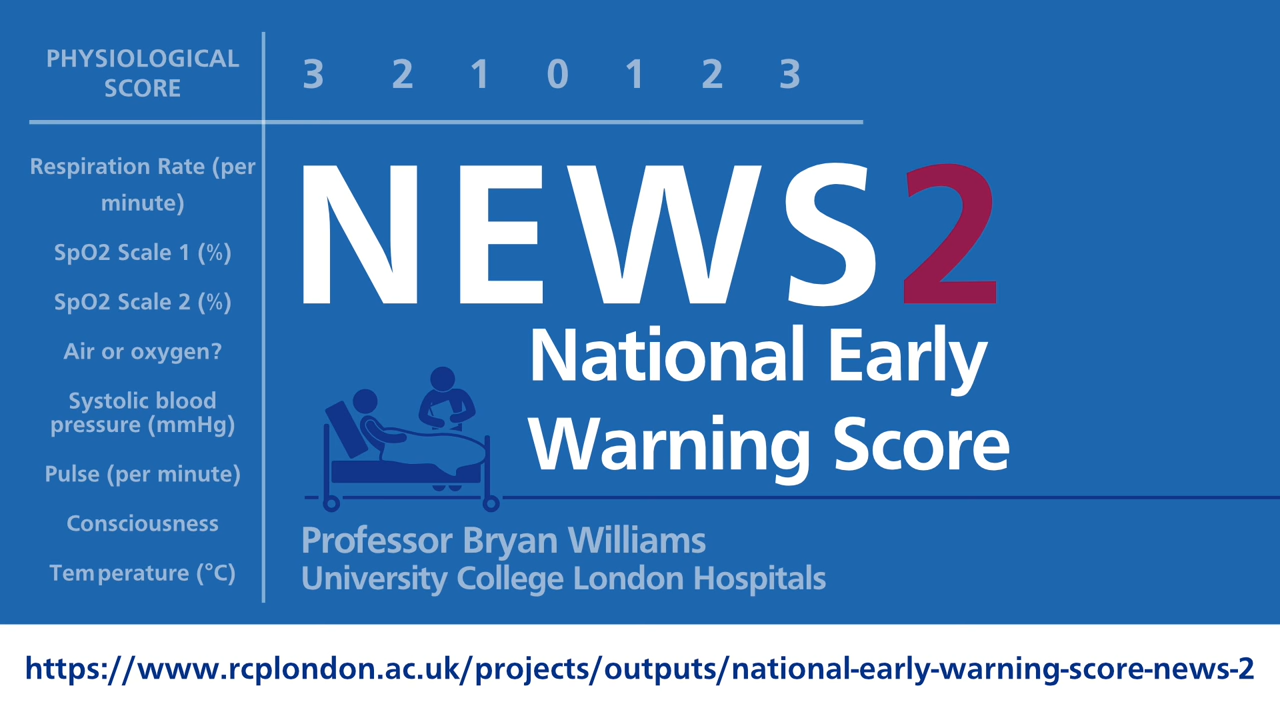 PHYSIOLOGICAL
SCORE
3 2 1 0 1 2 3
Respiration Rate (per
minute)
SpO2 Scale 1 (%)
SpO2 Scale 2 (%)
Air or oxygen?
Systolic blood
pressure (mmHg)
Pulse (per minute)
Consciousness
Temperature (°C)
NEWS2
National Early
Warning Score
Professor Bryan Williams
University College London Hospitals
https://www.rcplondon.ac.uk/projects/outputs/national-early-warning-score-news-2